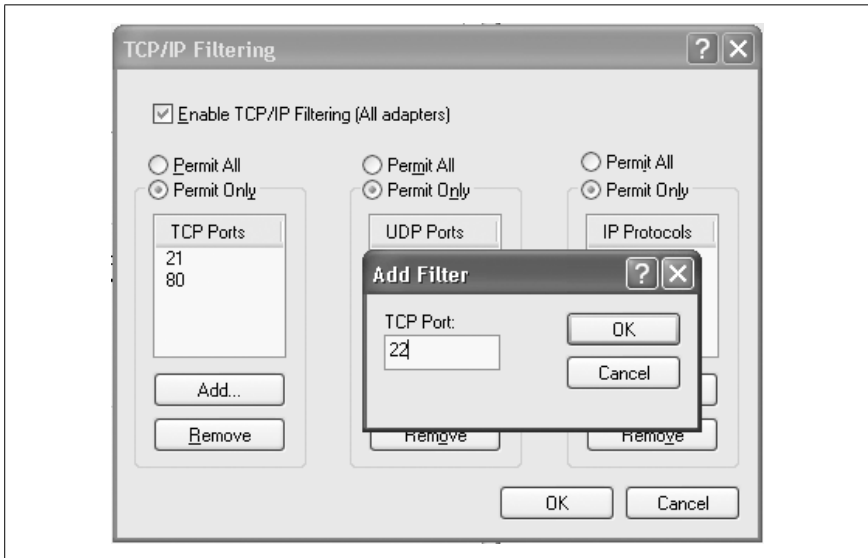 TCP/IP Filtering
Enable TCP/IP Filtering (All adapters)
Permit All
Permit Only
TCP Ports
21
80
Add...
Remove
Permit All
Permit Only
UDP Ports
Remove
Permit All
Permit Only
IP Protocols
Remove
Add Filter
TCP Port:
22
OK
Cancel
OK
Cancel